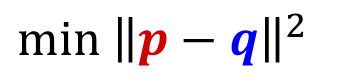 min ‖p − q‖²